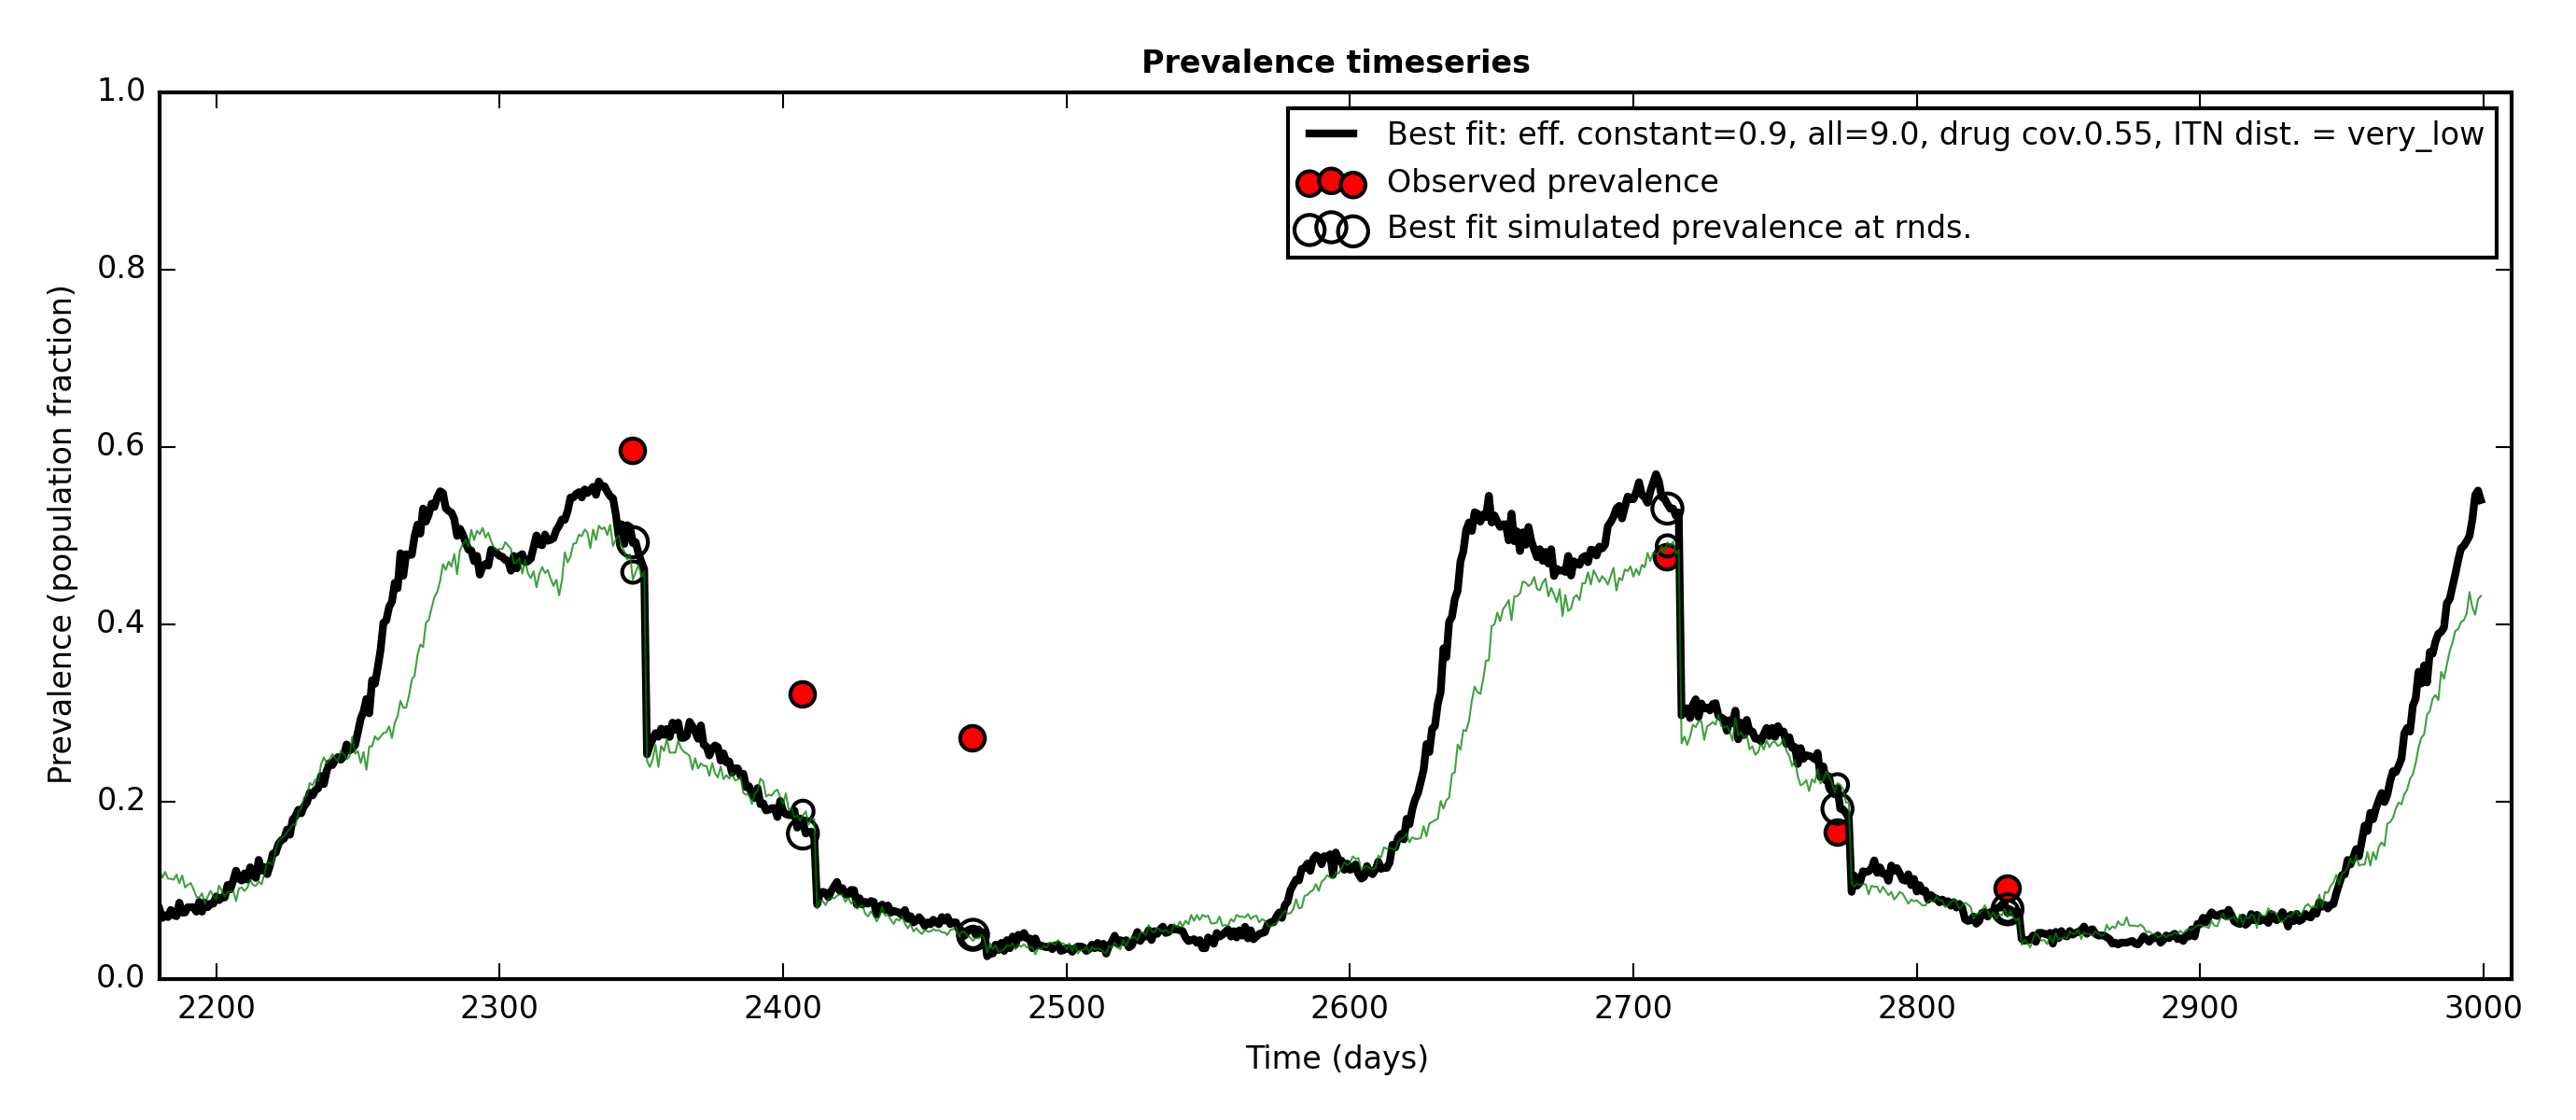 Prevalence timeseries
Best fit: eff. constant=0.9, all=9.0, drug cov.0.55, ITN dist. = very_low
Observed prevalence
Best fit simulated prevalence at rnds.
Prevalence (population fraction)
1.0
0.8
0.6
0.4
0.2
0.0
2200 2300 2400 2500 2600 2700 2800 2900 3000
Time (days)